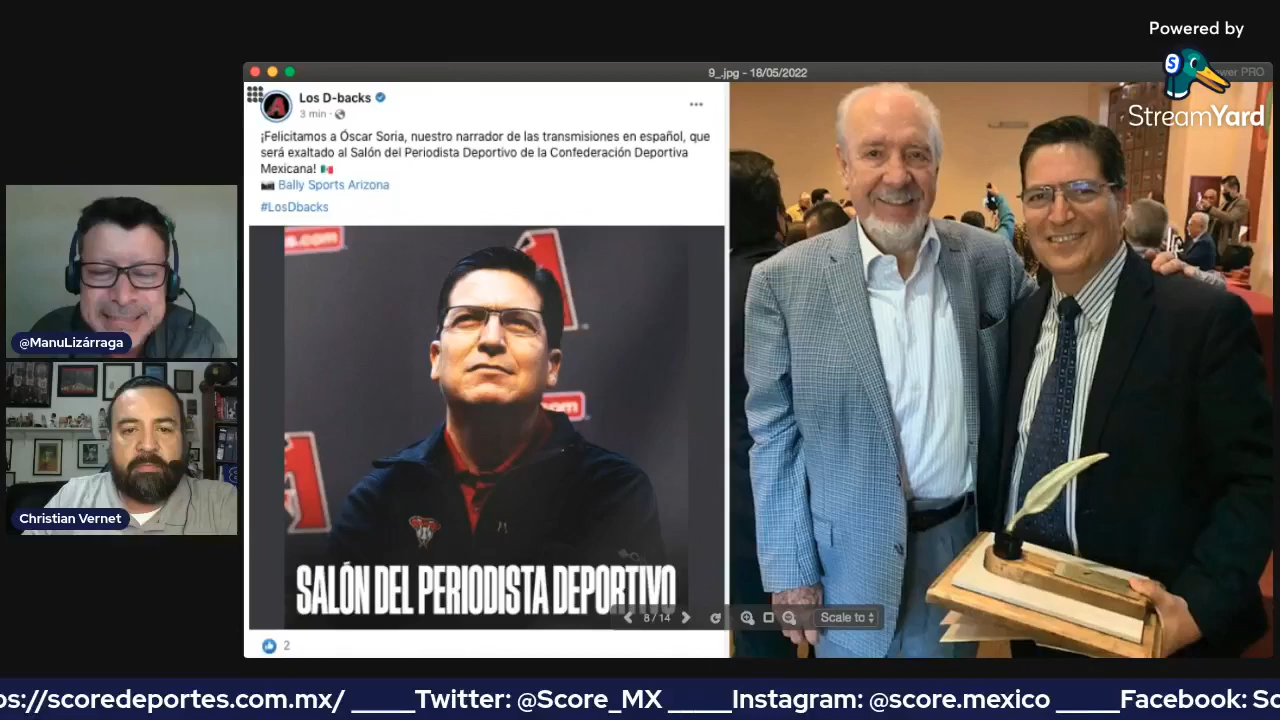 Powered by
StreamYard
9_.jpg - 18/05/2022
Los D-backs
3 min ·
¡Felicitamos a Óscar Soria, nuestro narrador de las transmisiones en español, que
será exaltado al Salón del Periodista Deportivo de la Confederación Deportiva
Mexicana!
Bally Sports Arizona
#LosDbacks
SALÓN DEL PERIODISTA DEPORTIVO
8 / 14
Scale to
2
@ManuLizárraga
Christian Vernet
ps://scoredeportes.com.mx/ _____Twitter: @Score_MX _____Instagram: @score.mexico _____Facebook: Sc